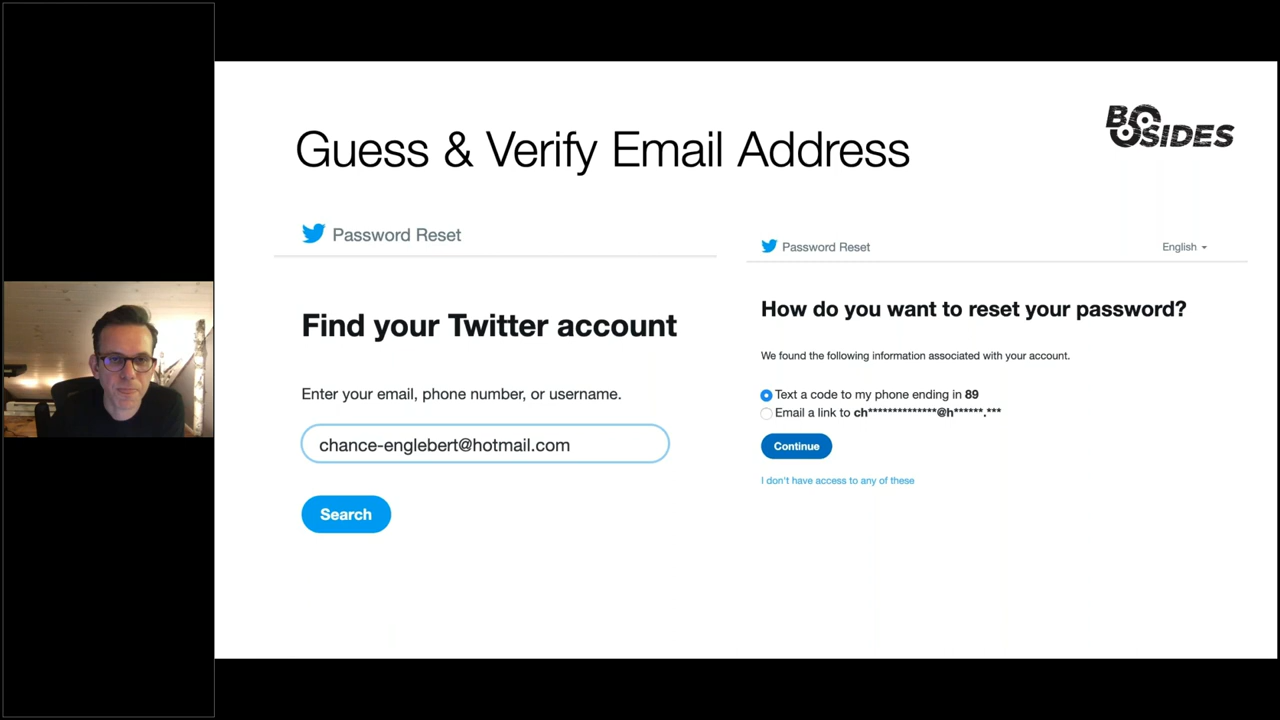 Guess & Verify Email Address
BSIDES
Password Reset
Find your Twitter account
Enter your email, phone number, or username.
chance-englebert@hotmail.com
Search
Password Reset
English
How do you want to reset your password?
We found the following information associated with your account.
Text a code to my phone ending in 89
Email a link to ch**************@h******.***
Continue
I don't have access to any of these